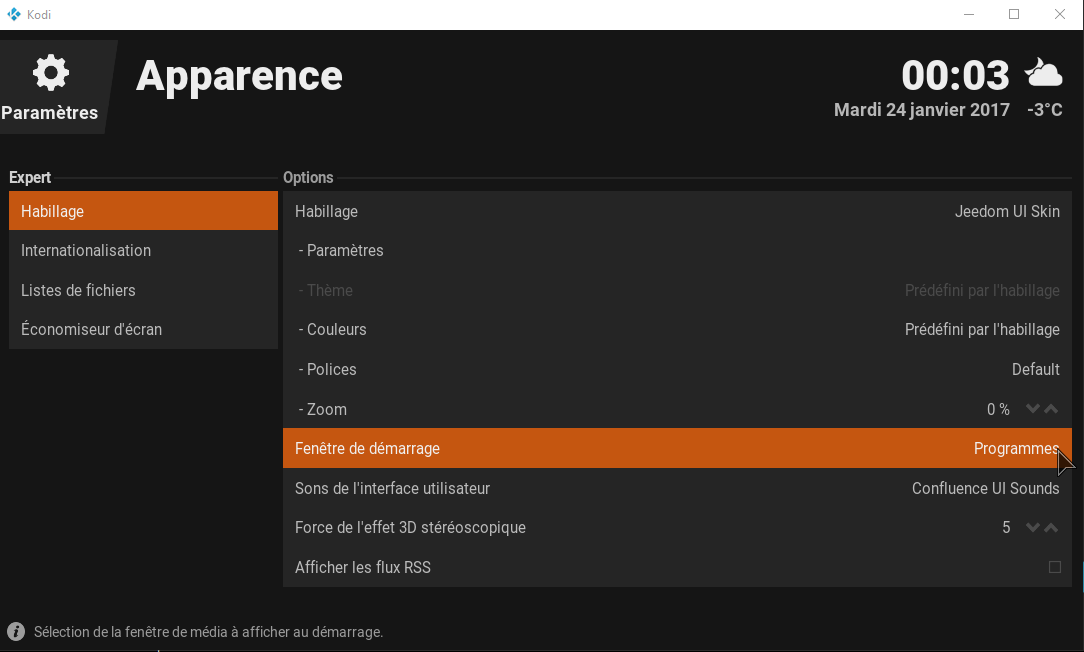 Kodi
Paramètres
Apparence
00:03
Mardi 24 janvier 2017 -3°C
Expert
Habillage
Internationalisation
Listes de fichiers
Économiseur d'écran
Options
Habillage Jeedom UI Skin
- Paramètres
- Thème Prédéfini par l'habillage
- Couleurs Prédéfini par l'habillage
- Polices Default
- Zoom 0 %
Fenêtre de démarrage Programmes
Sons de l'interface utilisateur Confluence UI Sounds
Force de l'effet 3D stéréoscopique 5
Afficher les flux RSS
Sélection de la fenêtre de média à afficher au démarrage.